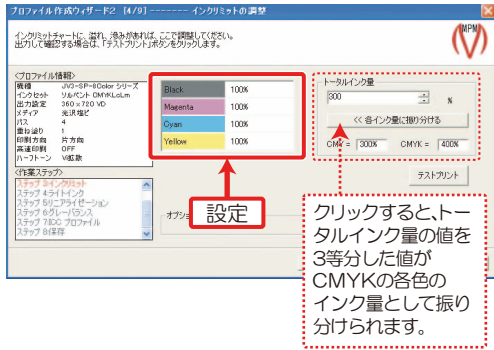 プロファイル作成ウィザード2 [4/9]------- インクリミットの調整
インクリミットチャートに、溢れ、滲みがあれば、ここで調整してください。
出力して確認する場合は、「テストプリント」ボタンをクリックします。
MPM
<プロファイル情報>
機種 JV3-SP-8Color シリーズ
インクセット ソルベント CMYKLcLm
出力設定 360 x 720 VD
メディア 光沢塩ビ
パス 4
重ね塗り 1
印刷方向 片方向
高速印刷 OFF
ハーフトーン V拡散
<作業ステップ>
ステップ 3:インクリミット
ステップ 4:ライトインク
ステップ 5:リニアライゼーション
ステップ 6:グレーバランス
ステップ 7:ICC プロファイル
ステップ 8:保存
Black 100%
Magenta 100%
Cyan 100%
Yellow 100%
設定
オプショ
トータルインク量
300 %
<< 各インク量に振り分ける
CMY = 300% CMYK = 400%
テストプリント
クリックすると、トー
タルインク量の値を
3等分した値が
CMYKの各色の
インク量として振り
分けられます。